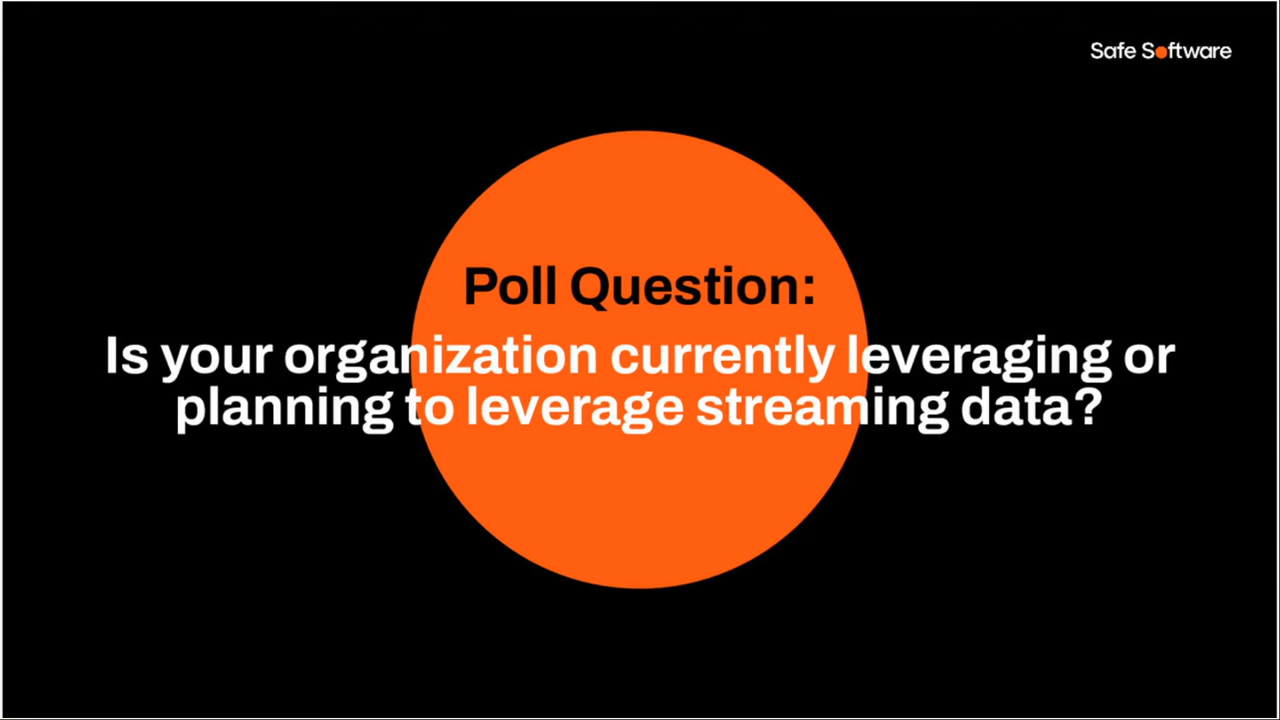 Safe Software
Poll Question:
Is your organization currently leveraging or
planning to leverage streaming data?